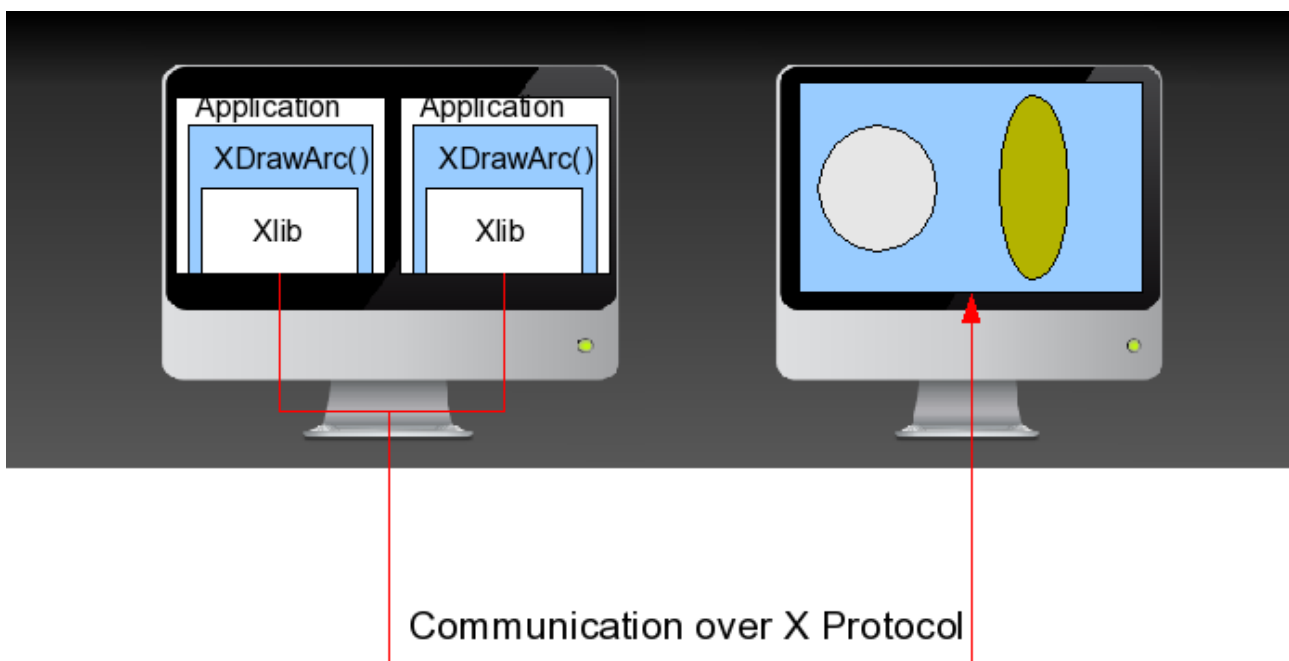 Application
XDrawArc()
Xlib
Application
XDrawArc()
Xlib
Communication over X Protocol